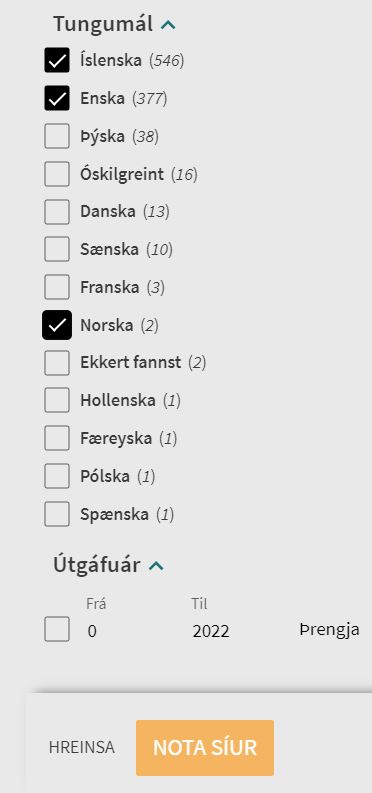 Tungumál
Íslenska (546)
Enska (377)
Þýska (38)
Óskilgreint (16)
Danska (13)
Sænska (10)
Franska (3)
Norska (2)
Ekkert fannst (2)
Hollenska (1)
Færeyska (1)
Pólska (1)
Spænska (1)
Útgáfuár
Frá Til
0 2022 Þrengja
HREINSA NOTA SÍUR